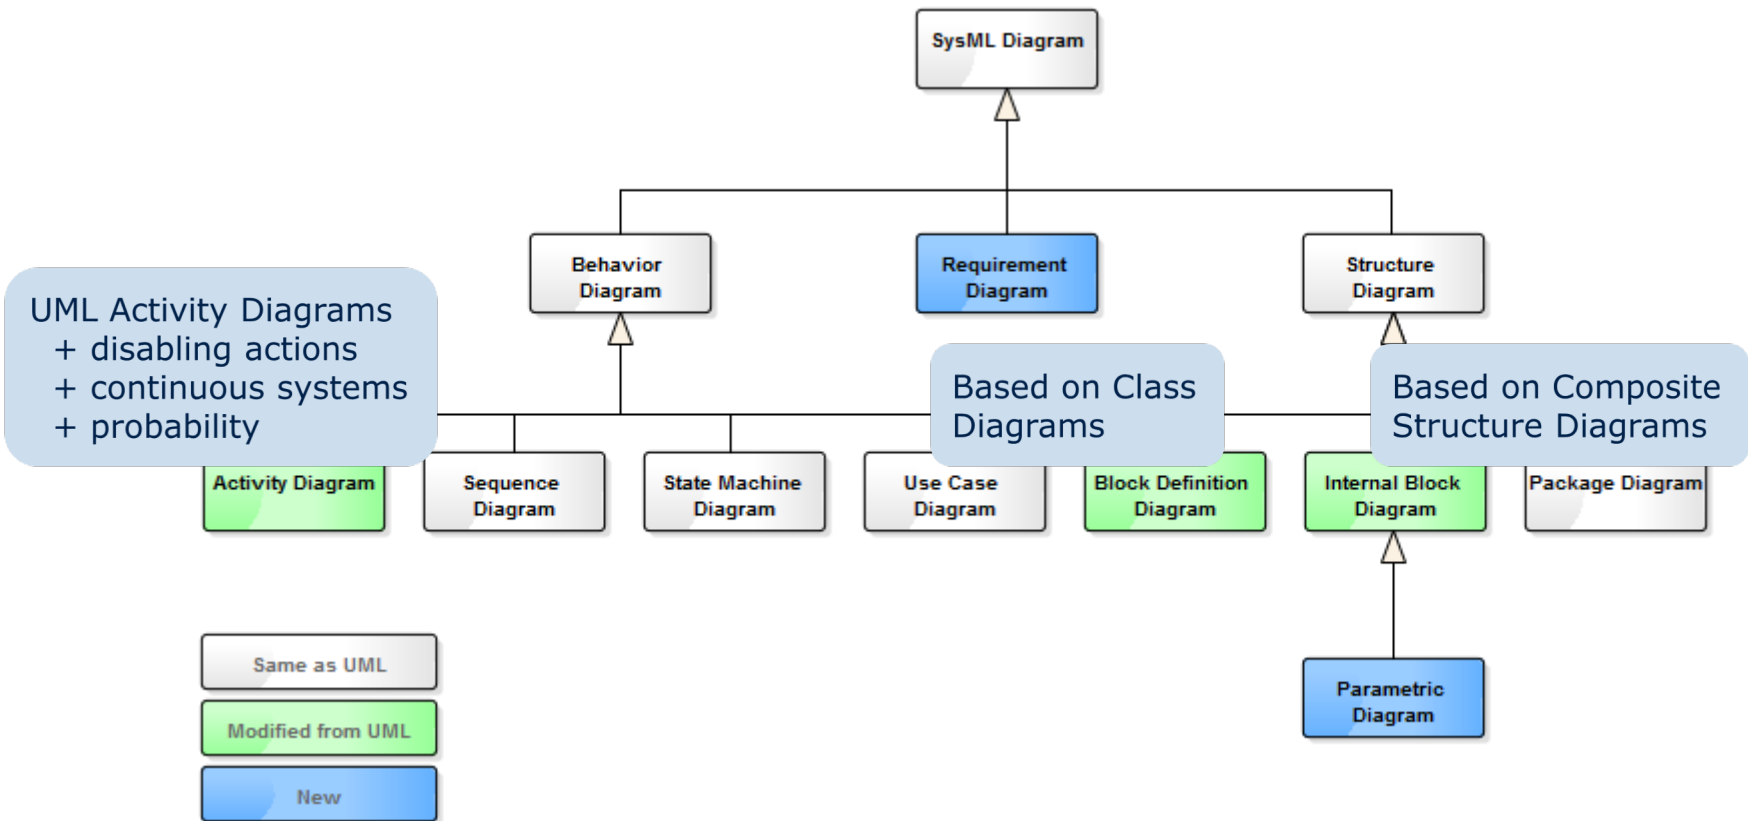 SysML Diagram
Behavior
Diagram
Requirement
Diagram
Structure
Diagram
UML Activity Diagrams
+ disabling actions
+ continuous systems
+ probability
Based on Class
Diagrams
Based on Composite
Structure Diagrams
Activity Diagram
Sequence
Diagram
State Machine
Diagram
Use Case
Diagram
Block Definition
Diagram
Internal Block
Diagram
Package Diagram
Parametric
Diagram
Same as UML
Modified from UML
New